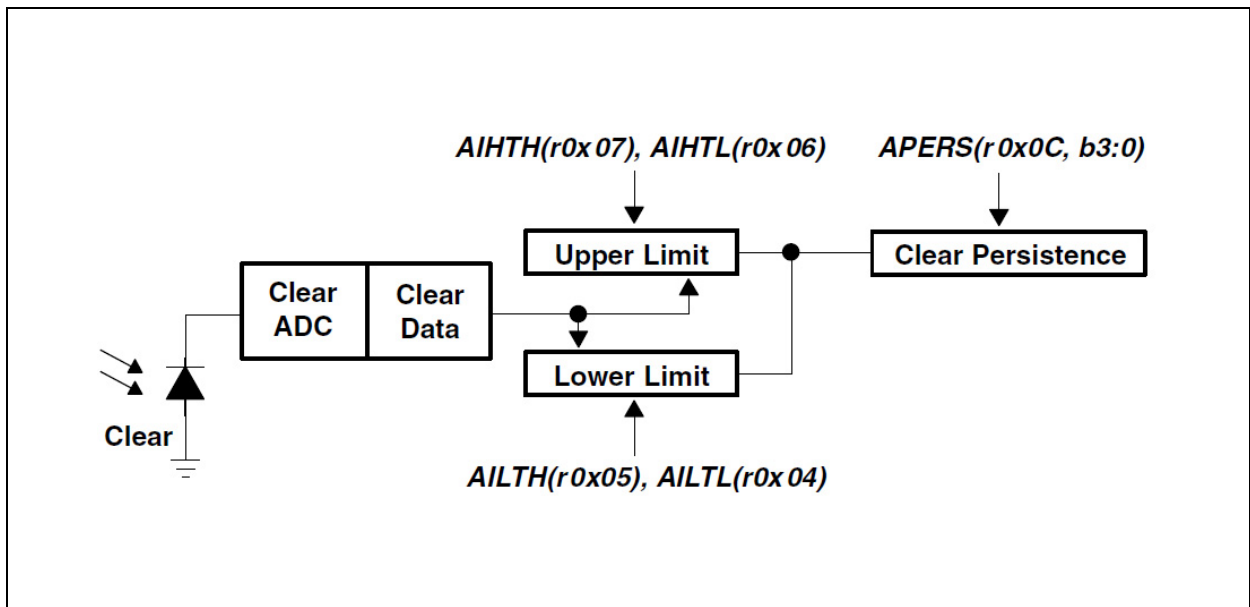 AIHTH(r0x07), AIHTL(r0x06)
APERS(r0x0C, b3:0)
Upper Limit
Clear Persistence
Clear
ADC
Clear
Data
Lower Limit
Clear
AILTH(r0x05), AILTL(r0x04)